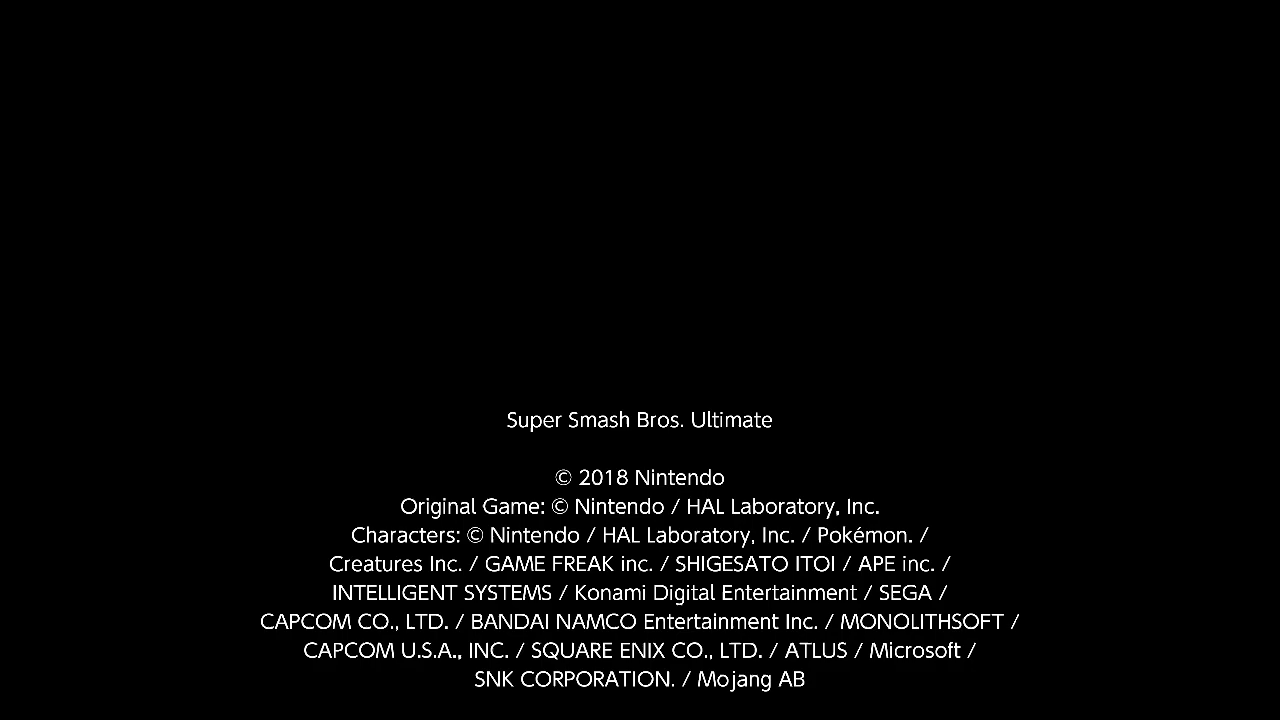 Super Smash Bros. Ultimate
© 2018 Nintendo
Original Game: © Nintendo / HAL Laboratory, Inc.
Characters: © Nintendo / HAL Laboratory, Inc. / Pokémon. /
Creatures Inc. / GAME FREAK inc. / SHIGESATO ITOI / APE inc. /
INTELLIGENT SYSTEMS / Konami Digital Entertainment / SEGA /
CAPCOM CO., LTD. / BANDAI NAMCO Entertainment Inc. / MONOLITHSOFT /
CAPCOM U.S.A., INC. / SQUARE ENIX CO., LTD. / ATLUS / Microsoft /
SNK CORPORATION. / Mojang AB